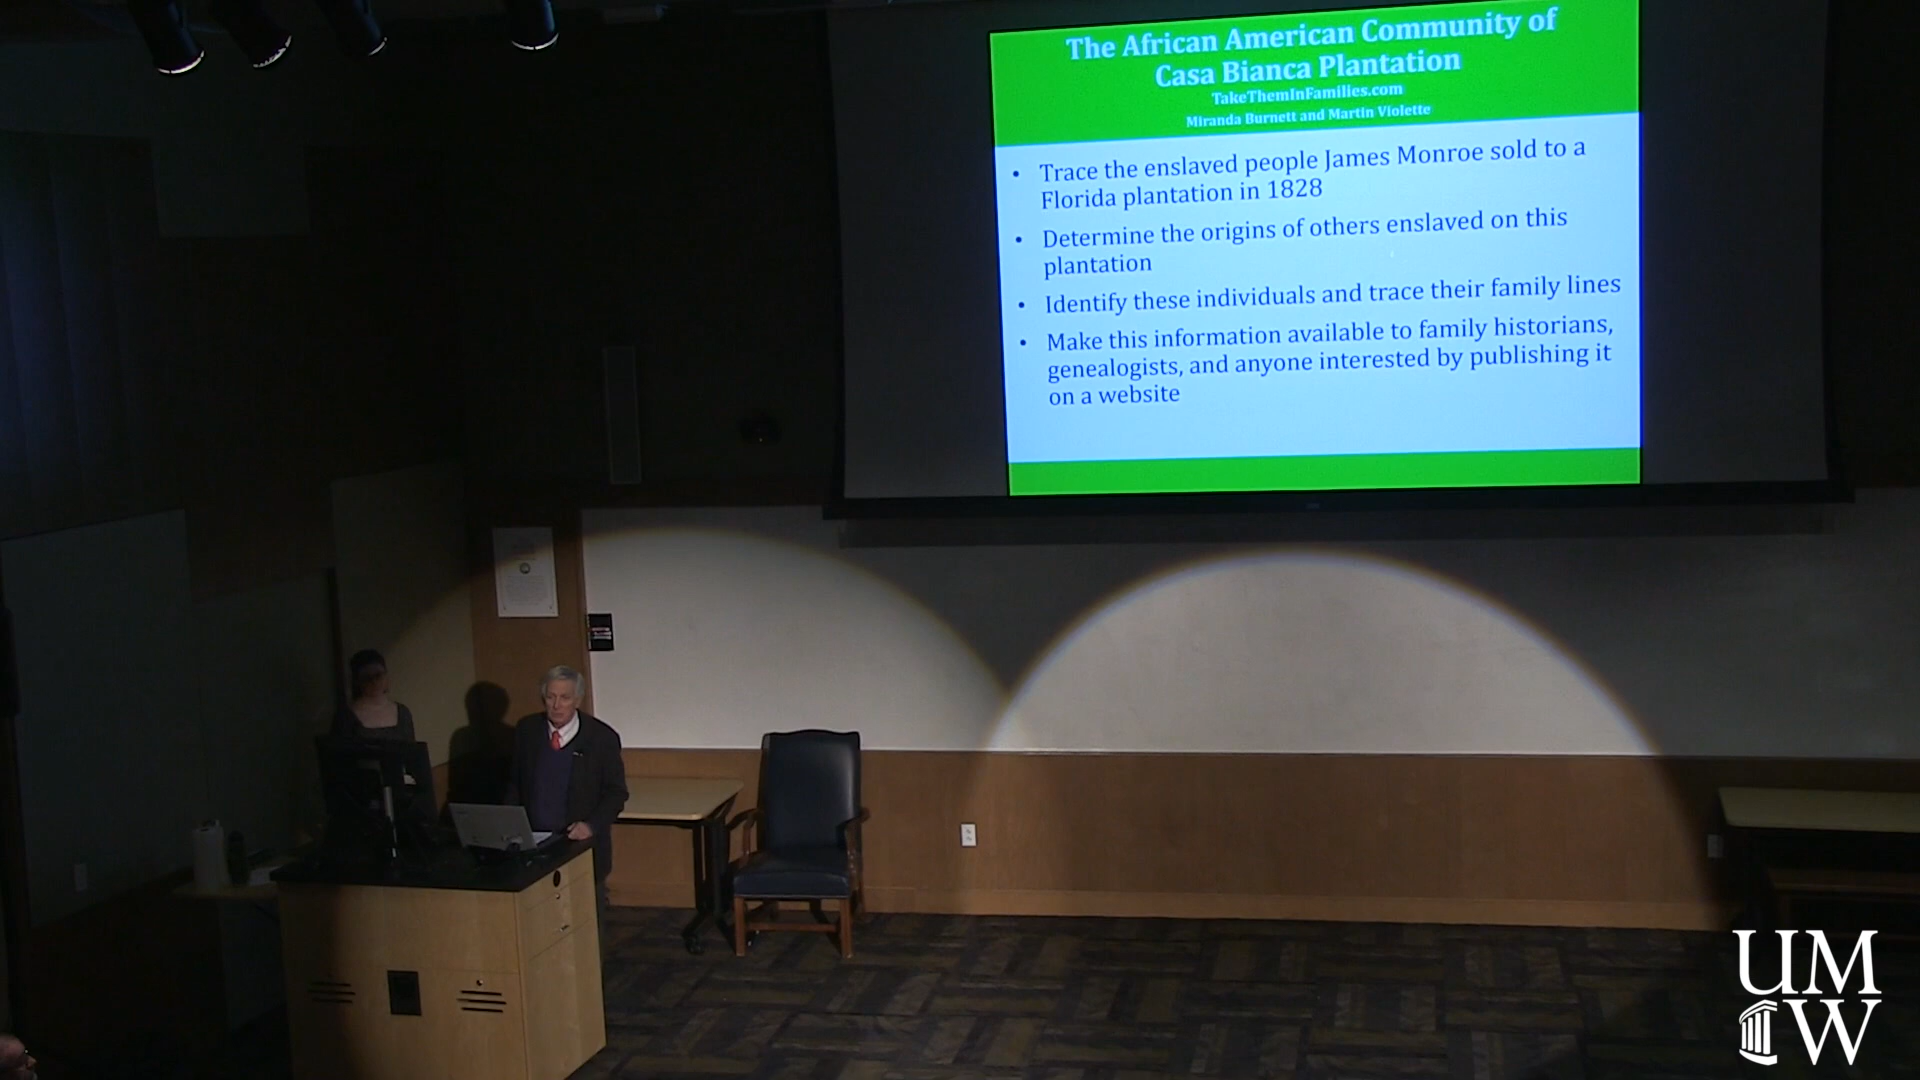 The African American Community of
Casa Bianca Plantation
TakeThemInFamilies.com
Miranda Burnett and Martin Violette
• Trace the enslaved people James Monroe sold to a
Florida plantation in 1828
• Determine the origins of others enslaved on this
plantation
• Identify these individuals and trace their family lines
• Make this information available to family historians,
genealogists, and anyone interested by publishing it
on a website
UM
W